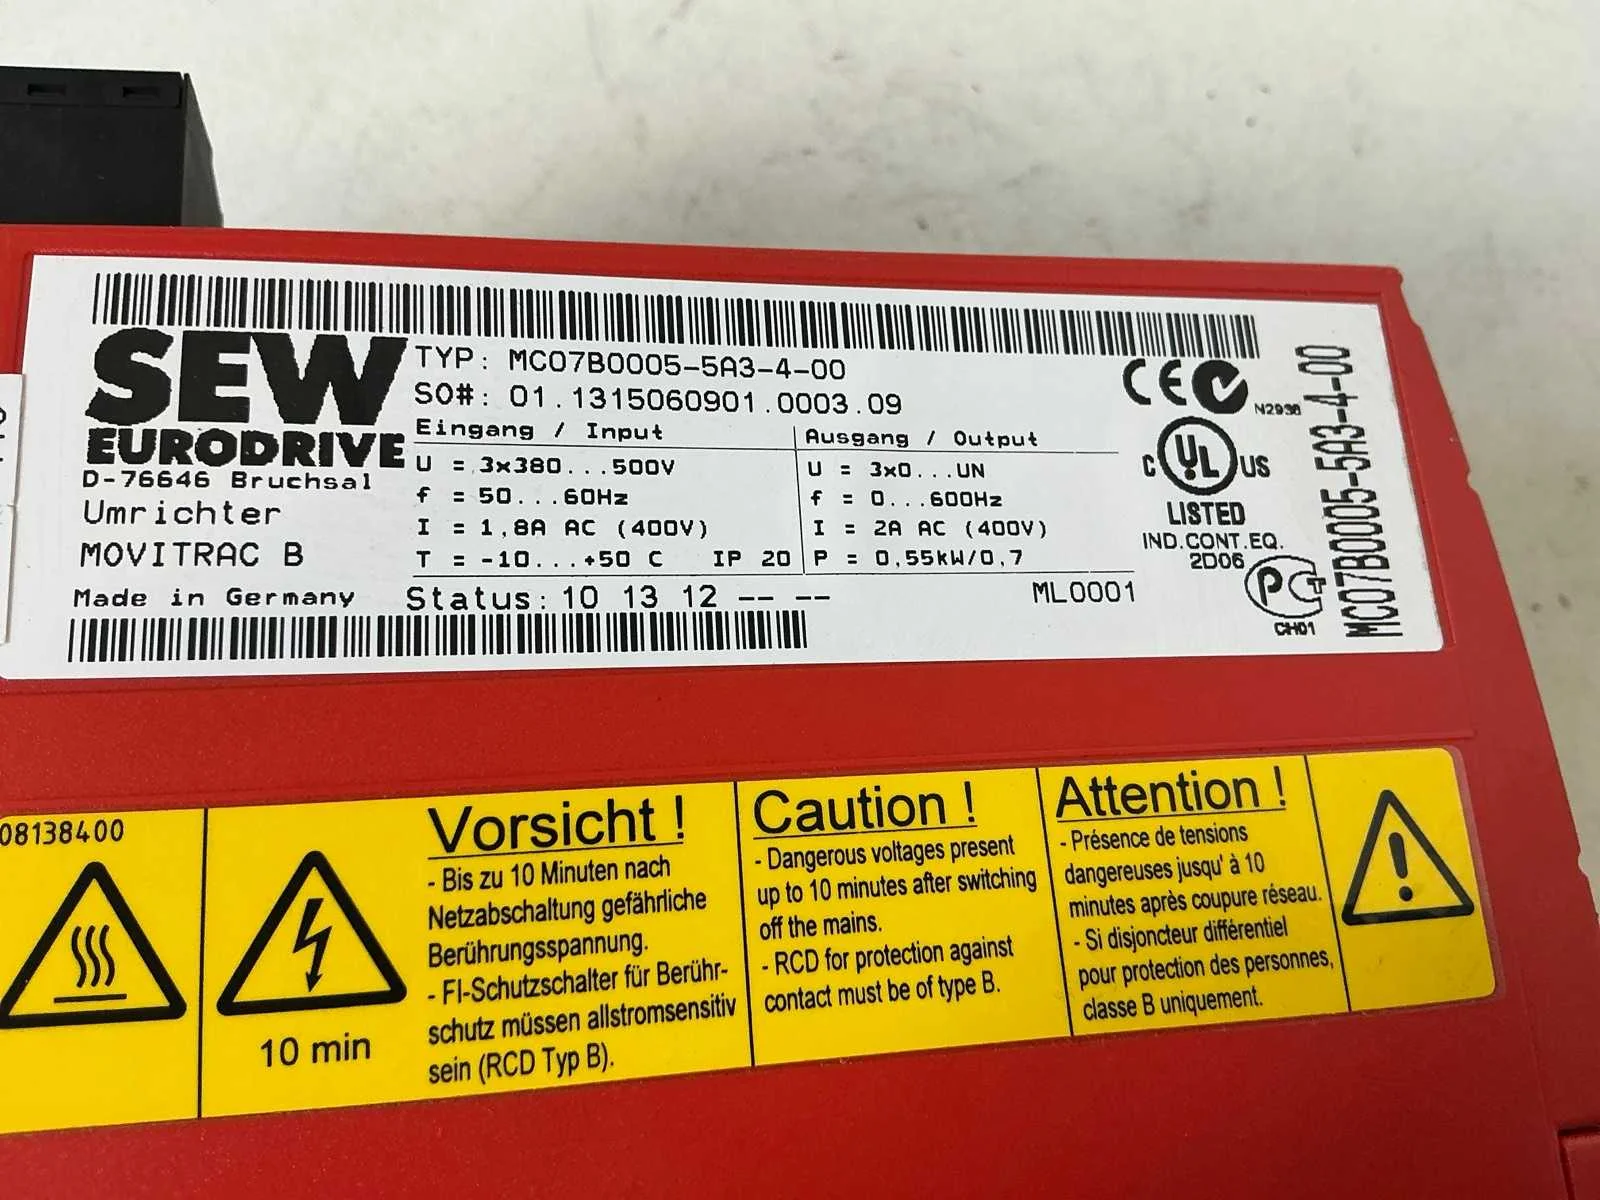 SEW
EURODRIVE
D-76646 Bruchsal
Umrichter
MOVITRAC B
Made in Germany
TYP: MC07B0005-5A3-4-00
SO#: 01.1315060901.0003.09
Eingang / Input
U = 3x380...500V
f = 50...60Hz
I = 1,8A AC (400V)
T = -10...+50 C IP 20
Ausgang / Output
U = 3x0...UN
f = 0...600Hz
I = 2A AC (400V)
P = 0,55kW/0,7
Status: 10 13 12 -- --
ML0001
CE
N2936
C UL US
LISTED
IND.CONT.EQ.
2D06
CH01
MC07B0005-5A3-4-00
08138400
10 min
Vorsicht !
- Bis zu 10 Minuten nach
Netzabschaltung gefährliche
Berührungsspannung.
- FI-Schutzschalter für Berühr-
schutz müssen allstromsensitiv
sein (RCD Typ B).
Caution !
- Dangerous voltages present
up to 10 minutes after switching
off the mains.
- RCD for protection against
contact must be of type B.
Attention !
- Présence de tensions
dangereuses jusqu' à 10
minutes après coupure réseau.
- Si disjoncteur différentiel
pour protection des personnes,
classe B uniquement.